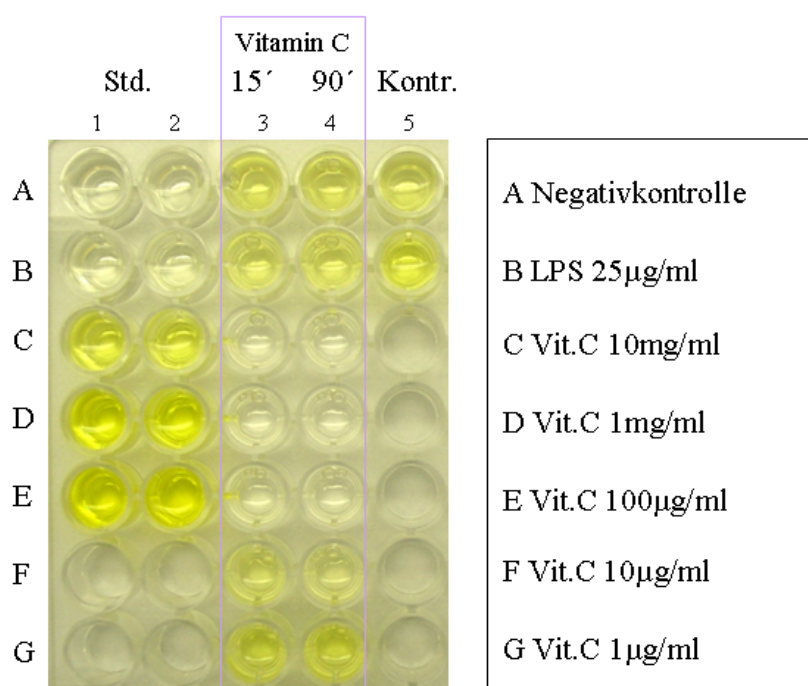 Vitamin C
Std. 15´ 90´ Kontr.
1 2 3 4 5
A
B
C
D
E
F
G
A Negativkontrolle
B LPS 25µg/ml
C Vit.C 10mg/ml
D Vit.C 1mg/ml
E Vit.C 100µg/ml
F Vit.C 10µg/ml
G Vit.C 1µg/ml